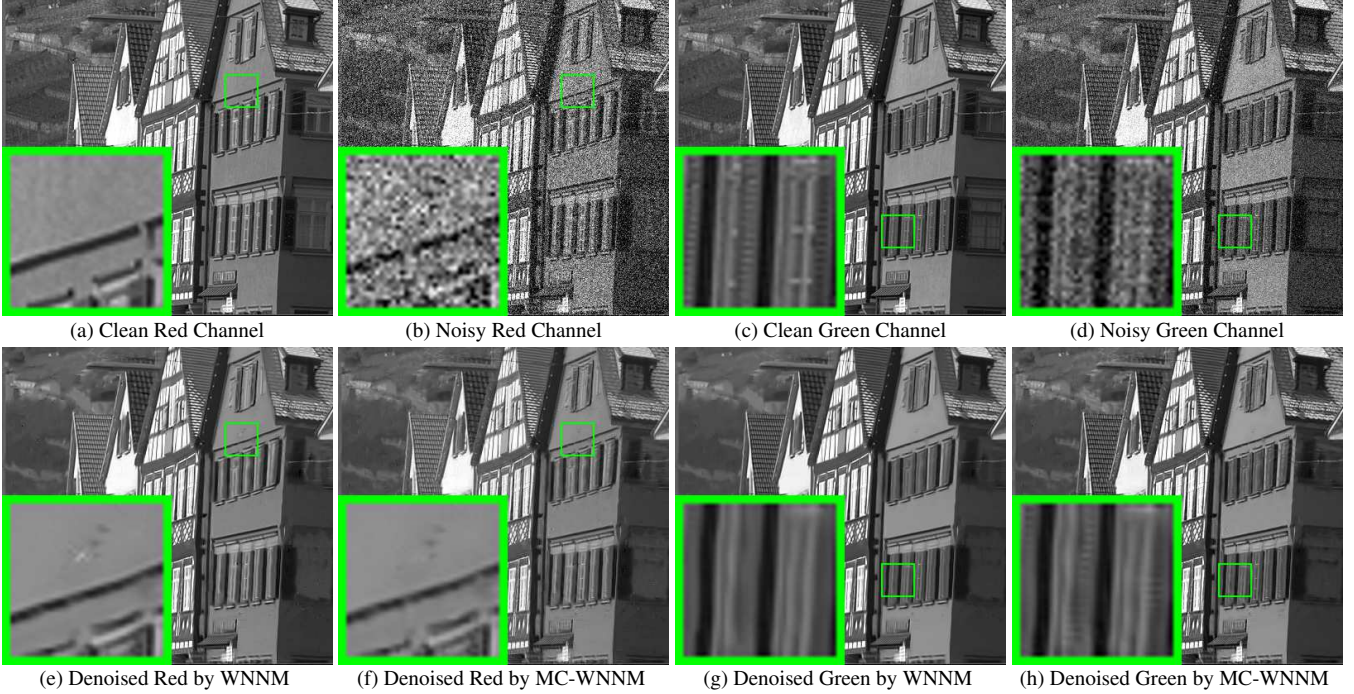 (a) Clean Red Channel
(b) Noisy Red Channel
(c) Clean Green Channel
(d) Noisy Green Channel
(e) Denoised Red by WNNM
(f) Denoised Red by MC-WNNM
(g) Denoised Green by WNNM
(h) Denoised Green by MC-WNNM